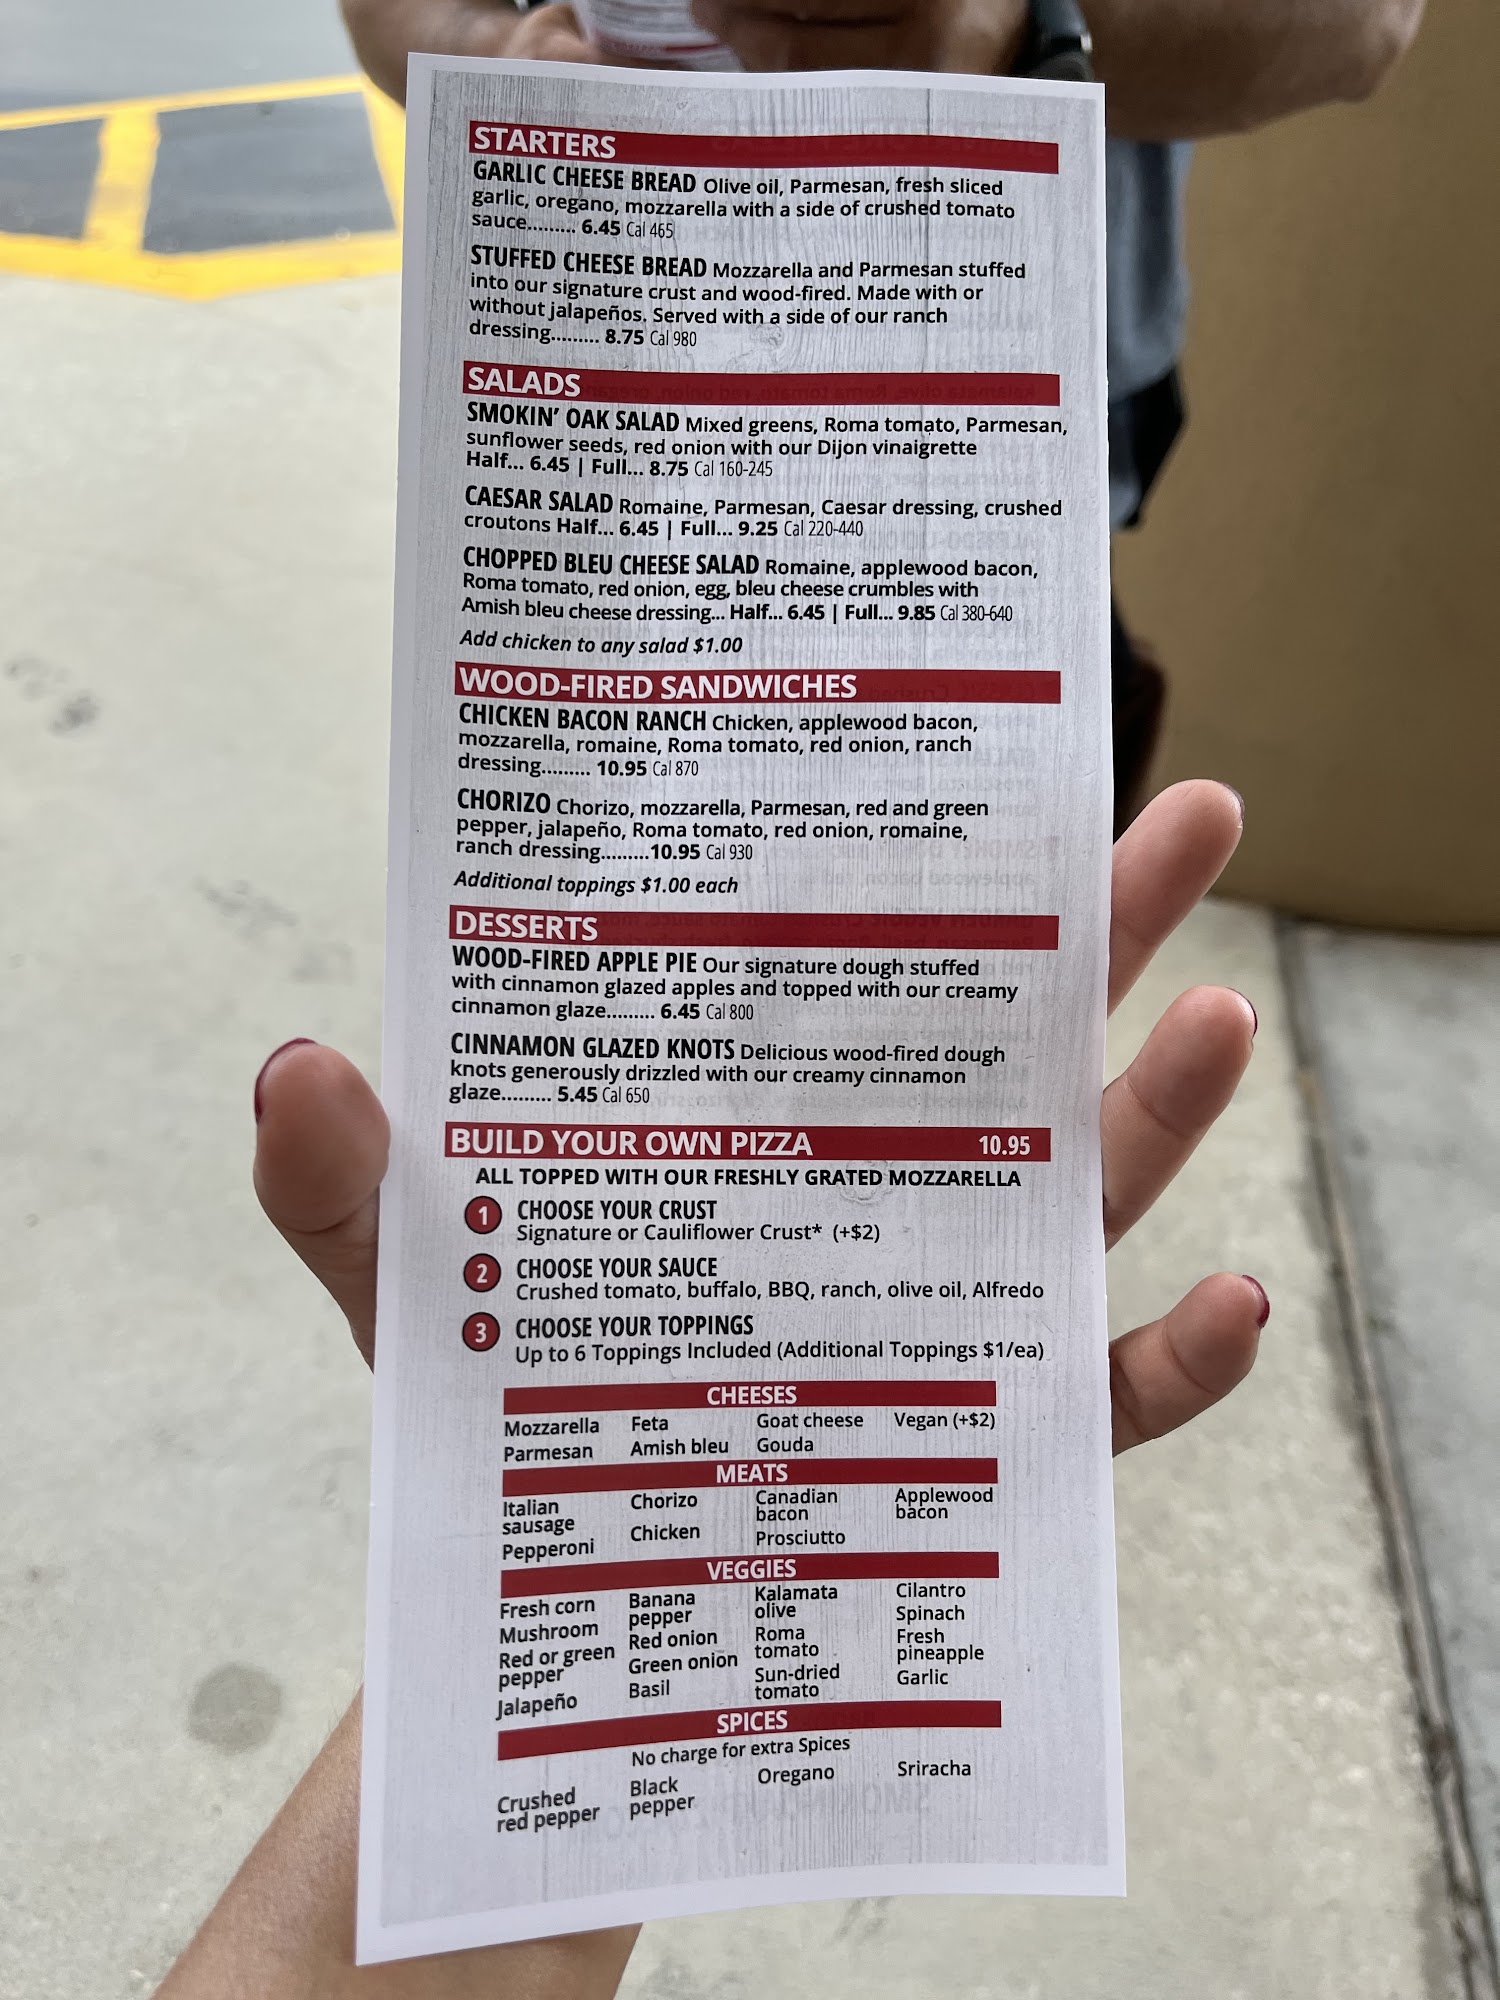 STARTERS
GARLIC CHEESE BREAD Olive oil, Parmesan, fresh sliced
garlic, oregano, mozzarella with a side of crushed tomato
sauce......... 6.45 Cal 465
STUFFED CHEESE BREAD Mozzarella and Parmesan stuffed
into our signature crust and wood-fired. Made with or
without jalapeños. Served with a side of our ranch
dressing......... 8.75 Cal 980
SALADS
SMOKIN' OAK SALAD Mixed greens, Roma tomato, Parmesan,
sunflower seeds, red onion with our Dijon vinaigrette
Half... 6.45 | Full... 8.75 Cal 160-245
CAESAR SALAD Romaine, Parmesan, Caesar dressing, crushed
croutons Half... 6.45 | Full... 9.25 Cal 220-440
CHOPPED BLEU CHEESE SALAD Romaine, applewood bacon,
Roma tomato, red onion, egg, bleu cheese crumbles with
Amish bleu cheese dressing... Half... 6.45 | Full... 9.85 Cal 380-640
Add chicken to any salad $1.00
WOOD-FIRED SANDWICHES
CHICKEN BACON RANCH Chicken, applewood bacon,
mozzarella, romaine, Roma tomato, red onion, ranch
dressing......... 10.95 Cal 870
CHORIZO Chorizo, mozzarella, Parmesan, red and green
pepper, jalapeño, Roma tomato, red onion, romaine,
ranch dressing.........10.95 Cal 930
Additional toppings $1.00 each
DESSERTS
WOOD-FIRED APPLE PIE Our signature dough stuffed
with cinnamon glazed apples and topped with our creamy
cinnamon glaze......... 6.45 Cal 800
CINNAMON GLAZED KNOTS Delicious wood-fired dough
knots generously drizzled with our creamy cinnamon
glaze......... 5.45 Cal 650
BUILD YOUR OWN PIZZA 10.95
ALL TOPPED WITH OUR FRESHLY GRATED MOZZARELLA
1 CHOOSE YOUR CRUST
Signature or Cauliflower Crust* (+$2)
2 CHOOSE YOUR SAUCE
Crushed tomato, buffalo, BBQ, ranch, olive oil, Alfredo
3 CHOOSE YOUR TOPPINGS
Up to 6 Toppings Included (Additional Toppings $1/ea)
CHEESES
Mozzarella Feta Goat cheese Vegan (+$2)
Parmesan Amish bleu Gouda
MEATS
Italian
sausage
Pepperoni
Chorizo
Chicken
Canadian
bacon
Prosciutto
Applewood
bacon
VEGGIES
Fresh corn
Mushroom
Red or green
pepper
Jalapeño
Banana
pepper
Red onion
Green onion
Basil
Kalamata
olive
Roma
tomato
Sun-dried
tomato
Cilantro
Spinach
Fresh
pineapple
Garlic
SPICES
No charge for extra Spices
Crushed
red pepper
Black
pepper
Oregano
Sriracha